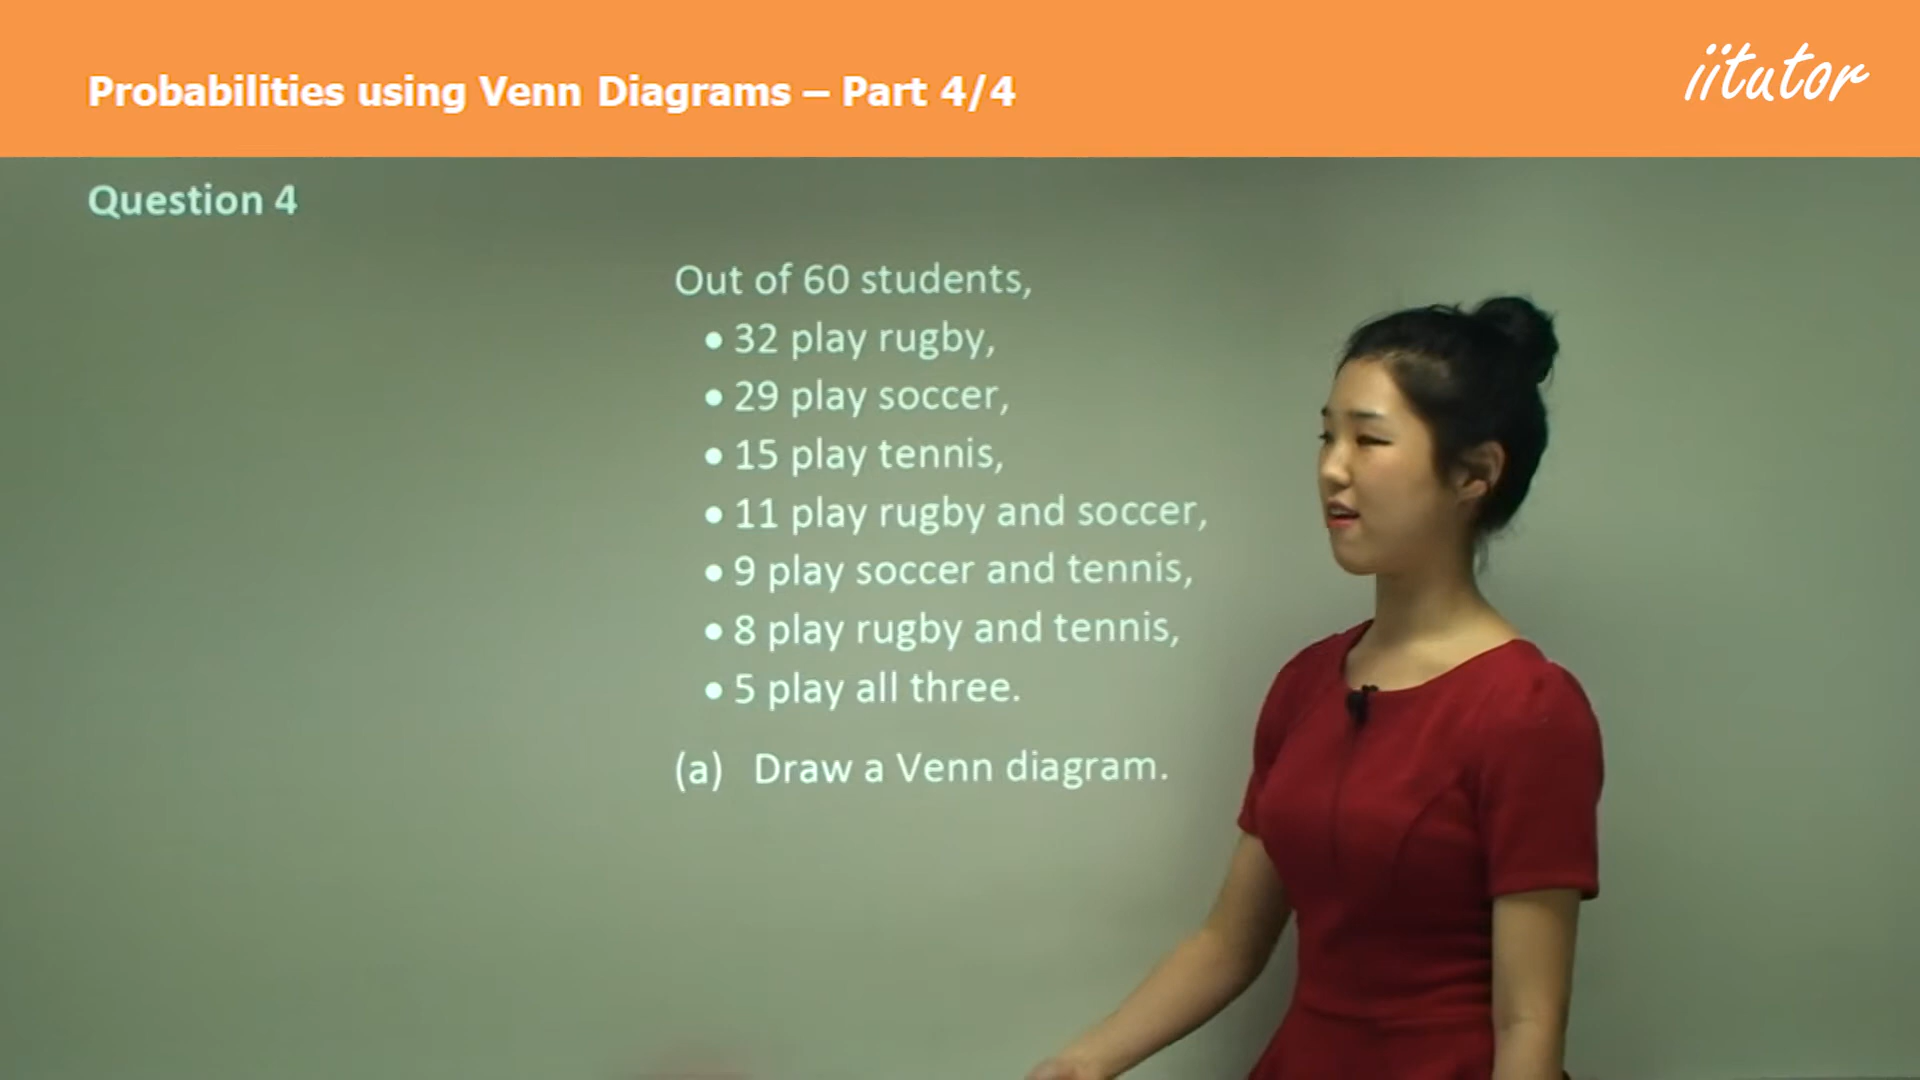 Probabilities using Venn Diagrams – Part 4/4
iitutor
Question 4
Out of 60 students,
• 32 play rugby,
• 29 play soccer,
• 15 play tennis,
• 11 play rugby and soccer,
• 9 play soccer and tennis,
• 8 play rugby and tennis,
• 5 play all three.
(a) Draw a Venn diagram.